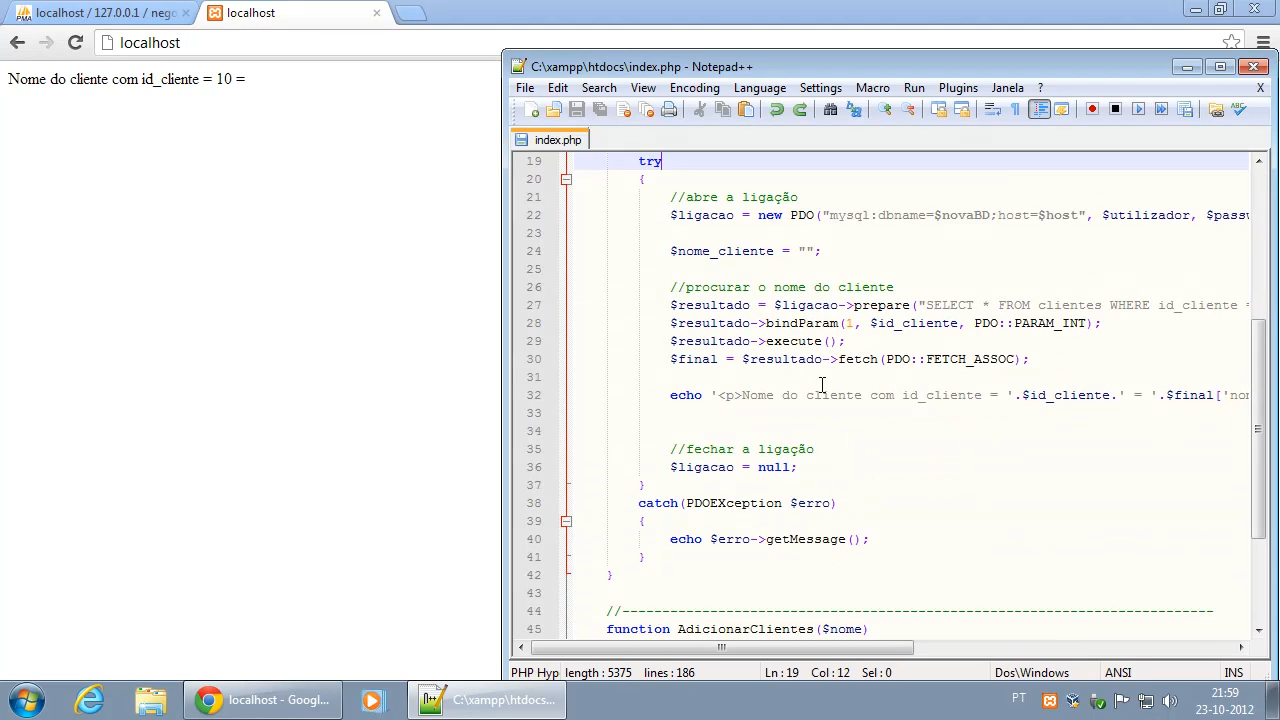 localhost / 127.0.0.1 / nego
localhost
localhost
Nome do cliente com id_cliente = 10 =
C:\xampp\htdocs\index.php - Notepad++
File Edit Search View Encoding Language Settings Macro Run Plugins Janela ? X
index.php
19 try
20 {
21 //abre a ligação
22 $ligacao = new PDO("mysql:dbname=$novaBD;host=$host", $utilizador, $passw
23
24 $nome_cliente = "";
25
26 //procurar o nome do cliente
27 $resultado = $ligacao->prepare("SELECT * FROM clientes WHERE id_cliente =
28 $resultado->bindParam(1, $id_cliente, PDO::PARAM_INT);
29 $resultado->execute();
30 $final = $resultado->fetch(PDO::FETCH_ASSOC);
31
32 echo '<p>Nome do cliente com id_cliente = '.$id_cliente.' = '.$final['nom
33
34
35 //fechar a ligação
36 $ligacao = null;
37 }
38 catch(PDOEXception $erro)
39 {
40 echo $erro->getMessage();
41 }
42 }
43
44 //--------------------------------------------------------------------------
45 function AdicionarClientes($nome)
PHP Hyp length : 5375 lines : 186 Ln : 19 Col : 12 Sel : 0 Dos\Windows ANSI INS
localhost - Googl... C:\xampp\htdocs... PT 21:59
23-10-2012